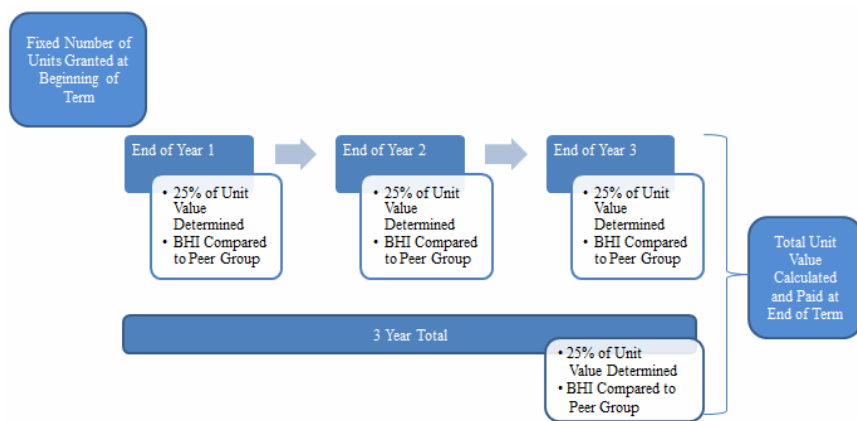 Fixed Number of
Units Granted at
Beginning of
Term
End of Year 1
• 25% of Unit
Value
Determined
• BHI Compared
to Peer Group
End of Year 2
• 25% of Unit
Value
Determined
• BHI Compared
to Peer Group
End of Year 3
• 25% of Unit
Value
Determined
• BHI Compared
to Peer Group
3 Year Total
• 25% of Unit
Value Determined
• BHI Compared to
Peer Group
Total Unit
Value
Calculated
and Paid at
End of Term